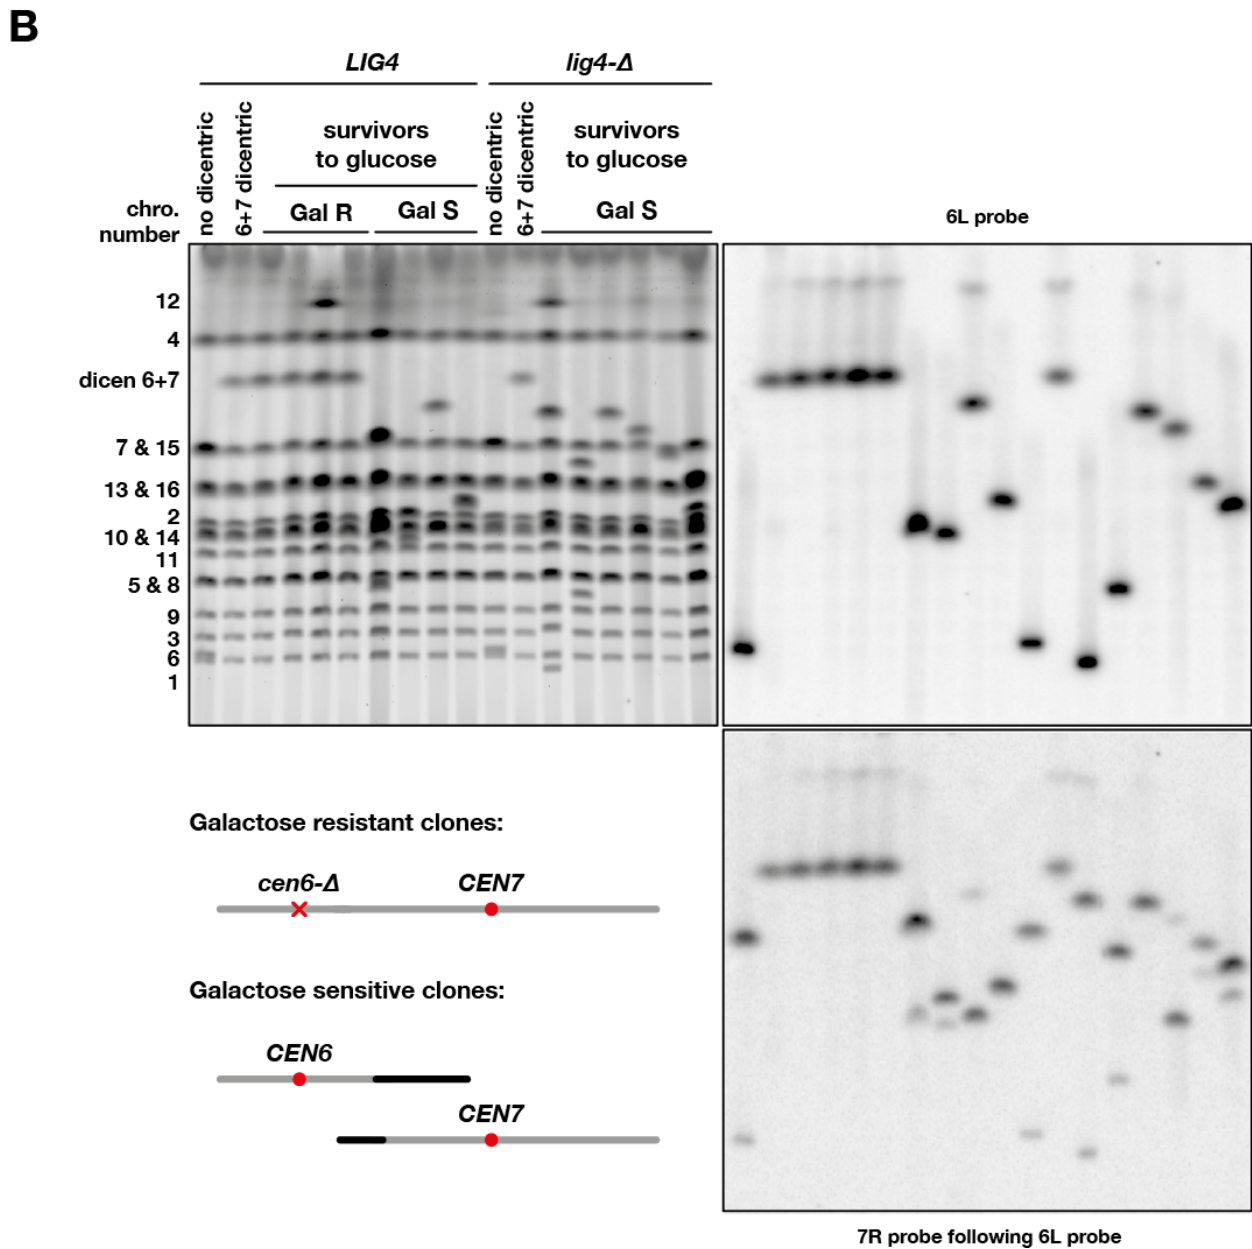 B
LIG4
lig4-Δ
no dicentric
6+7 dicentric
survivors
to glucose
no dicentric
6+7 dicentric
survivors
to glucose
chro.
number
Gal R
Gal S
Gal S
6L probe
12
4
dicen 6+7
7 & 15
13 & 16
2
10 & 14
11
5 & 8
9
3
6
1
Galactose resistant clones:
cen6-Δ
CEN7
Galactose sensitive clones:
CEN6
CEN7
7R probe following 6L probe